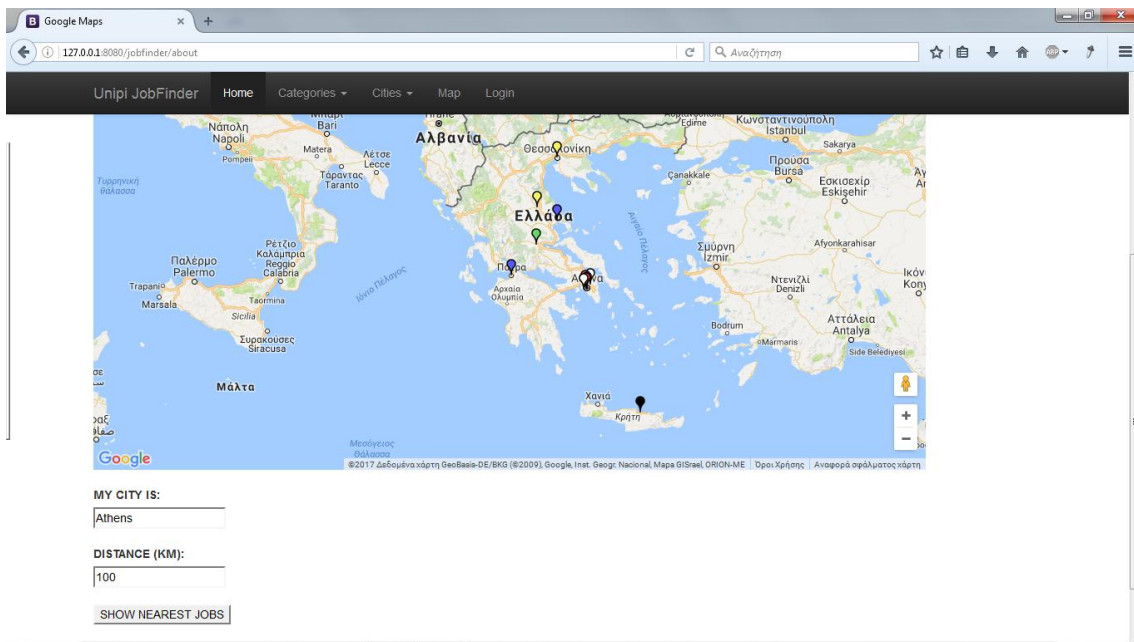 Google Maps
127.0.0.1:8080/jobfinder/about
Αναζήτηση
ABP
Unipi JobFinder Home Categories Cities Map Login
Νάπολη
Napoli
Pompeii
Bari
Matera
Λέτσε
Lecce
Τάραντας
Taranto
Τυρρηνική
θάλασσα
Αλβανία
Θεσσαλονίκη
Edirne
Κωνσταντινούπολη
Istanbul
Sakarya
Προύσα
Bursa
Çanakkale
Εσκισεχίρ
Eskişehir
Ελλάδα
Αιγαίο Πέλαγος
Ρέτζιο
Καλάμπρια
Reggio
Calabria
Παλέρμο
Palermo
Trapani
Marsala
Taormina
Sicilia
Συρακούσες
Siracusa
Ιόνιο Πέλαγος
Πάτρα
Αρχαία
Ολυμπία
Αθήνα
Σμύρνη
İzmir
Afyonkarahisar
Ντενιζλί
Denizli
Ικόν
Kony
Αττάλεια
Antalya
Bodrum
Marmaris
Side Belediyesi
Μάλτα
Χανιά
Κρήτη
Μεσόγειος
Θάλασσα
Google
©2017 Δεδομένα χάρτη GeoBasis-DE/BKG (©2009), Google, Inst. Geogr. Nacional, Mapa GISrael, ORION-ME Όροι Χρήσης Αναφορά σφάλματος χάρτη
MY CITY IS:
Athens
DISTANCE (KM):
100
SHOW NEAREST JOBS